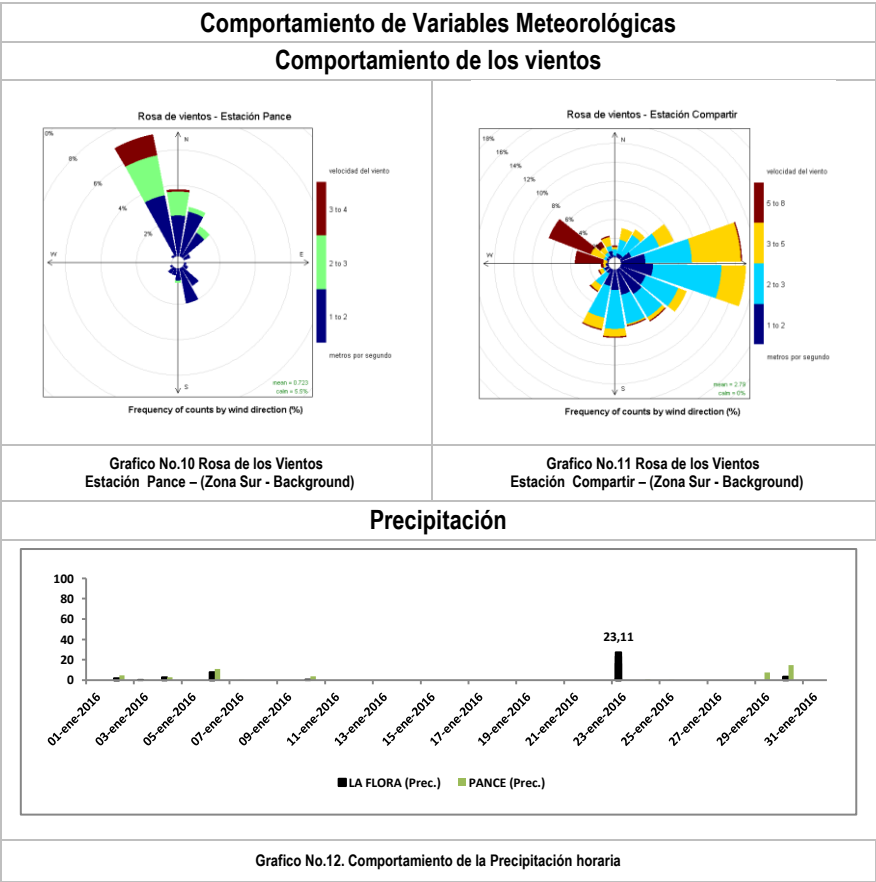 Comportamiento de Variables Meteorológicas
Comportamiento de los vientos
Rosa de vientos - Estación Pance
0%
8%
6%
4%
2%
N
W
E
S
velocidad del viento
3 to 4
2 to 3
1 to 2
metros por segundo
mean = 0.723
calm = 5.5%
Frequency of counts by wind direction (%)
Rosa de vientos - Estación Compartir
18%
16%
14%
12%
10%
8%
6%
4%
N
W
S
velocidad del viento
5 to 8
3 to 5
2 to 3
1 to 2
metros por segundo
mean = 2.79
calm = 0%
Frequency of counts by wind direction (%)
Grafico No.10 Rosa de los Vientos
Estación Pance – (Zona Sur - Background)
Grafico No.11 Rosa de los Vientos
Estación Compartir – (Zona Sur - Background)
Precipitación
100
80
60
40
20
0
23,11
01-ene-2016
03-ene-2016
05-ene-2016
07-ene-2016
09-ene-2016
11-ene-2016
13-ene-2016
15-ene-2016
17-ene-2016
19-ene-2016
21-ene-2016
23-ene-2016
25-ene-2016
27-ene-2016
29-ene-2016
31-ene-2016
LA FLORA (Prec.)
PANCE (Prec.)
Grafico No.12. Comportamiento de la Precipitación horaria